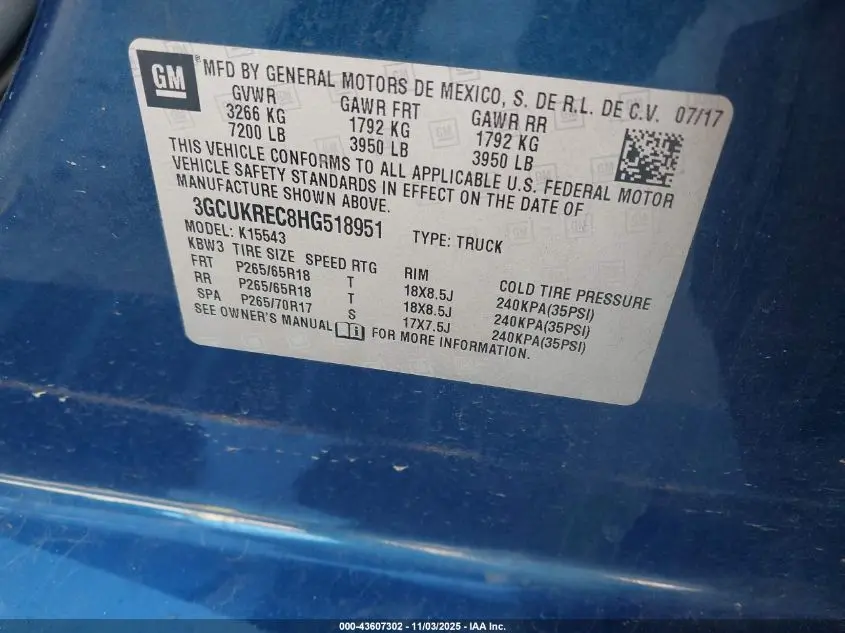 GM
® MFD BY GENERAL MOTORS DE MEXICO, S. DE R.L. DE C.V. 07/17
GVWR GAWR FRT GAWR RR
3266 KG 1792 KG 1792 KG
7200 LB 3950 LB 3950 LB
THIS VEHICLE CONFORMS TO ALL APPLICABLE U.S. FEDERAL MOTOR
VEHICLE SAFETY STANDARDS IN EFFECT ON THE DATE OF
MANUFACTURE SHOWN ABOVE.
3GCUKREC8HG518951 TYPE: TRUCK
MODEL: K15543
KBW3 TIRE SIZE SPEED RTG RIM COLD TIRE PRESSURE
FRT P265/65R18 T 18X8.5J 240KPA(35PSI)
RR P265/65R18 T 18X8.5J 240KPA(35PSI)
SPA P265/70R17 S 17X7.5J 240KPA(35PSI)
SEE OWNER'S MANUAL FOR MORE INFORMATION.
000-43607302 - 11/03/2025 - IAA Inc.